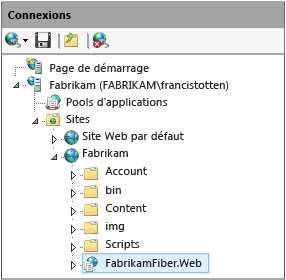 Connexions
Page de démarrage
Fabrikam (FABRIKAM\francistotten)
Pools d'applications
Sites
Site Web par défaut
Fabrikam
Account
bin
Content
img
Scripts
FabrikamFiber.Web